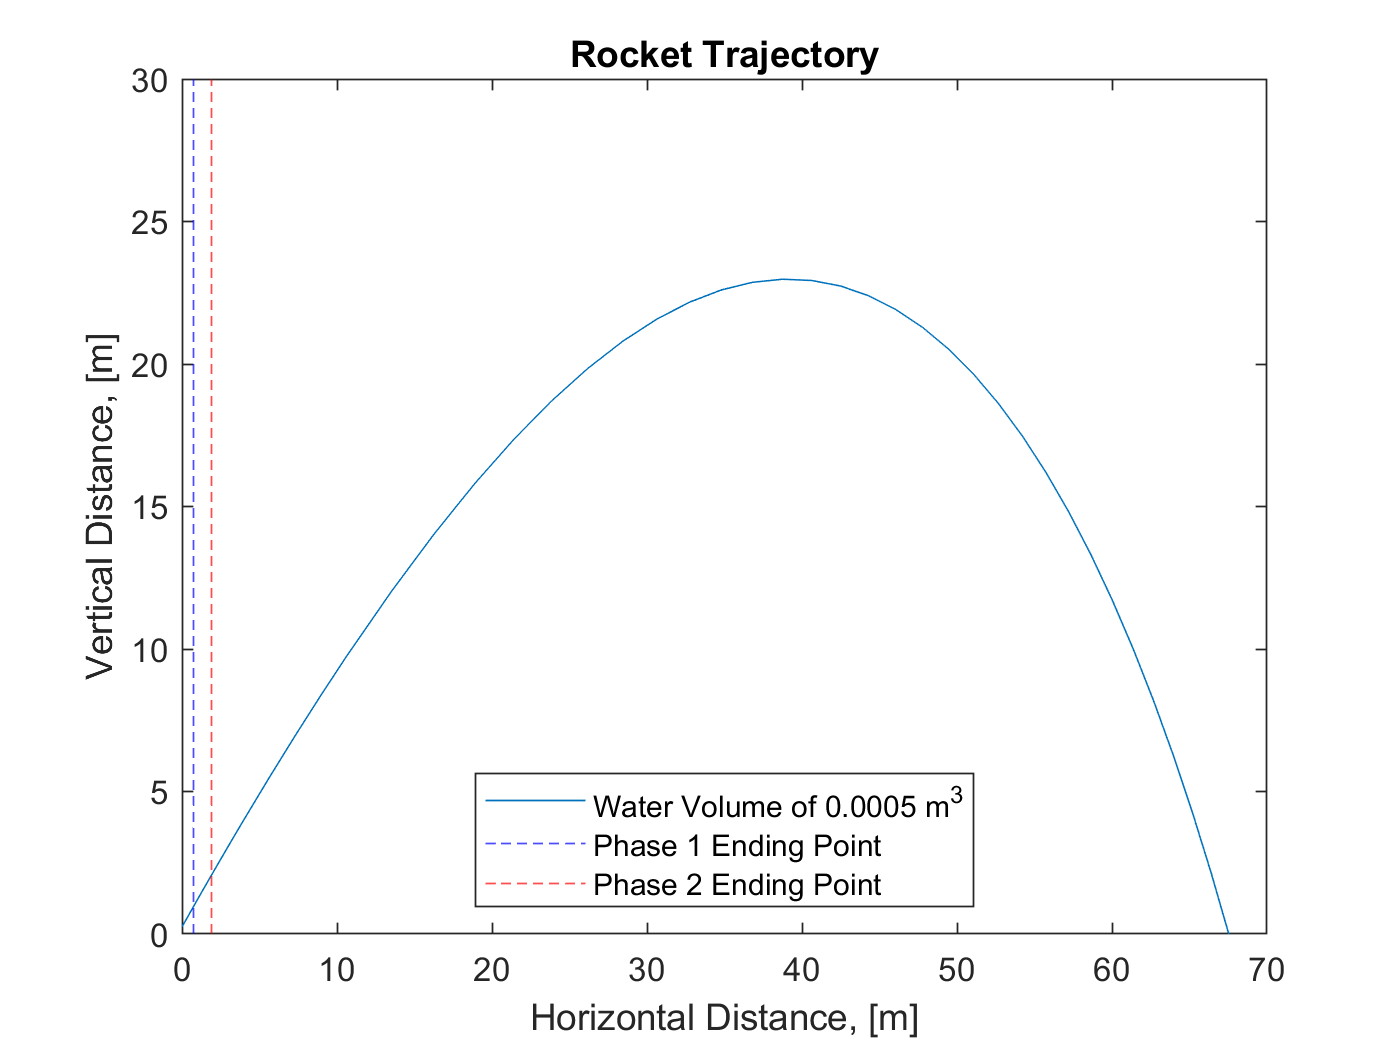 Rocket Trajectory
30
25
20
15
10
5
0
Vertical Distance, [m]
Water Volume of 0.0005 m³
Phase 1 Ending Point
Phase 2 Ending Point
0 10 20 30 40 50 60 70
Horizontal Distance, [m]